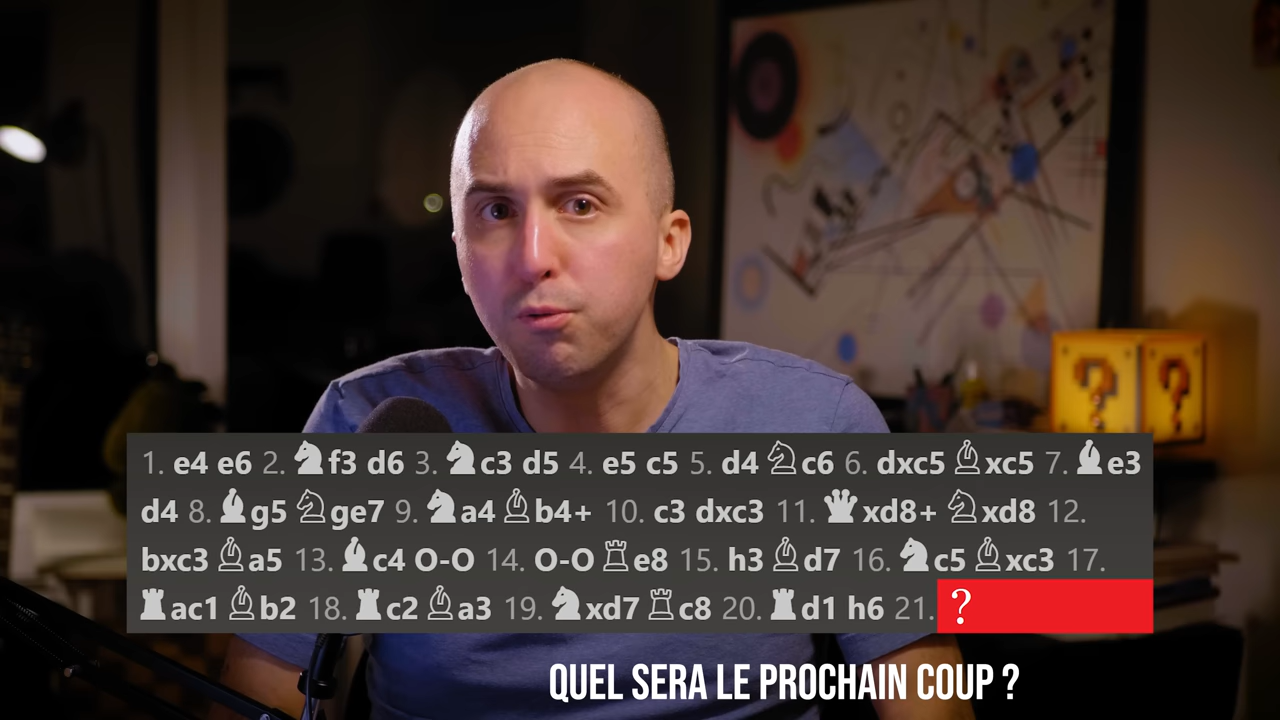 1. e4 e6 2. ♞f3 d6 3. ♞c3 d5 4. e5 c5 5. d4 ♘c6 6. dxc5 ♗xc5 7. ♝e3
d4 8. ♝g5 ♘ge7 9. ♞a4 ♗b4+ 10. c3 dxc3 11. ♛xd8+ ♘xd8 12.
bxc3 ♗a5 13. ♝c4 O-O 14. O-O ♖e8 15. h3 ♗d7 16. ♞c5 ♗xc3 17.
♜ac1 ♗b2 18. ♜c2 ♗a3 19. ♞xd7 ♖c8 20. ♜d1 h6 21. ?
QUEL SERA LE PROCHAIN COUP ?
? ?